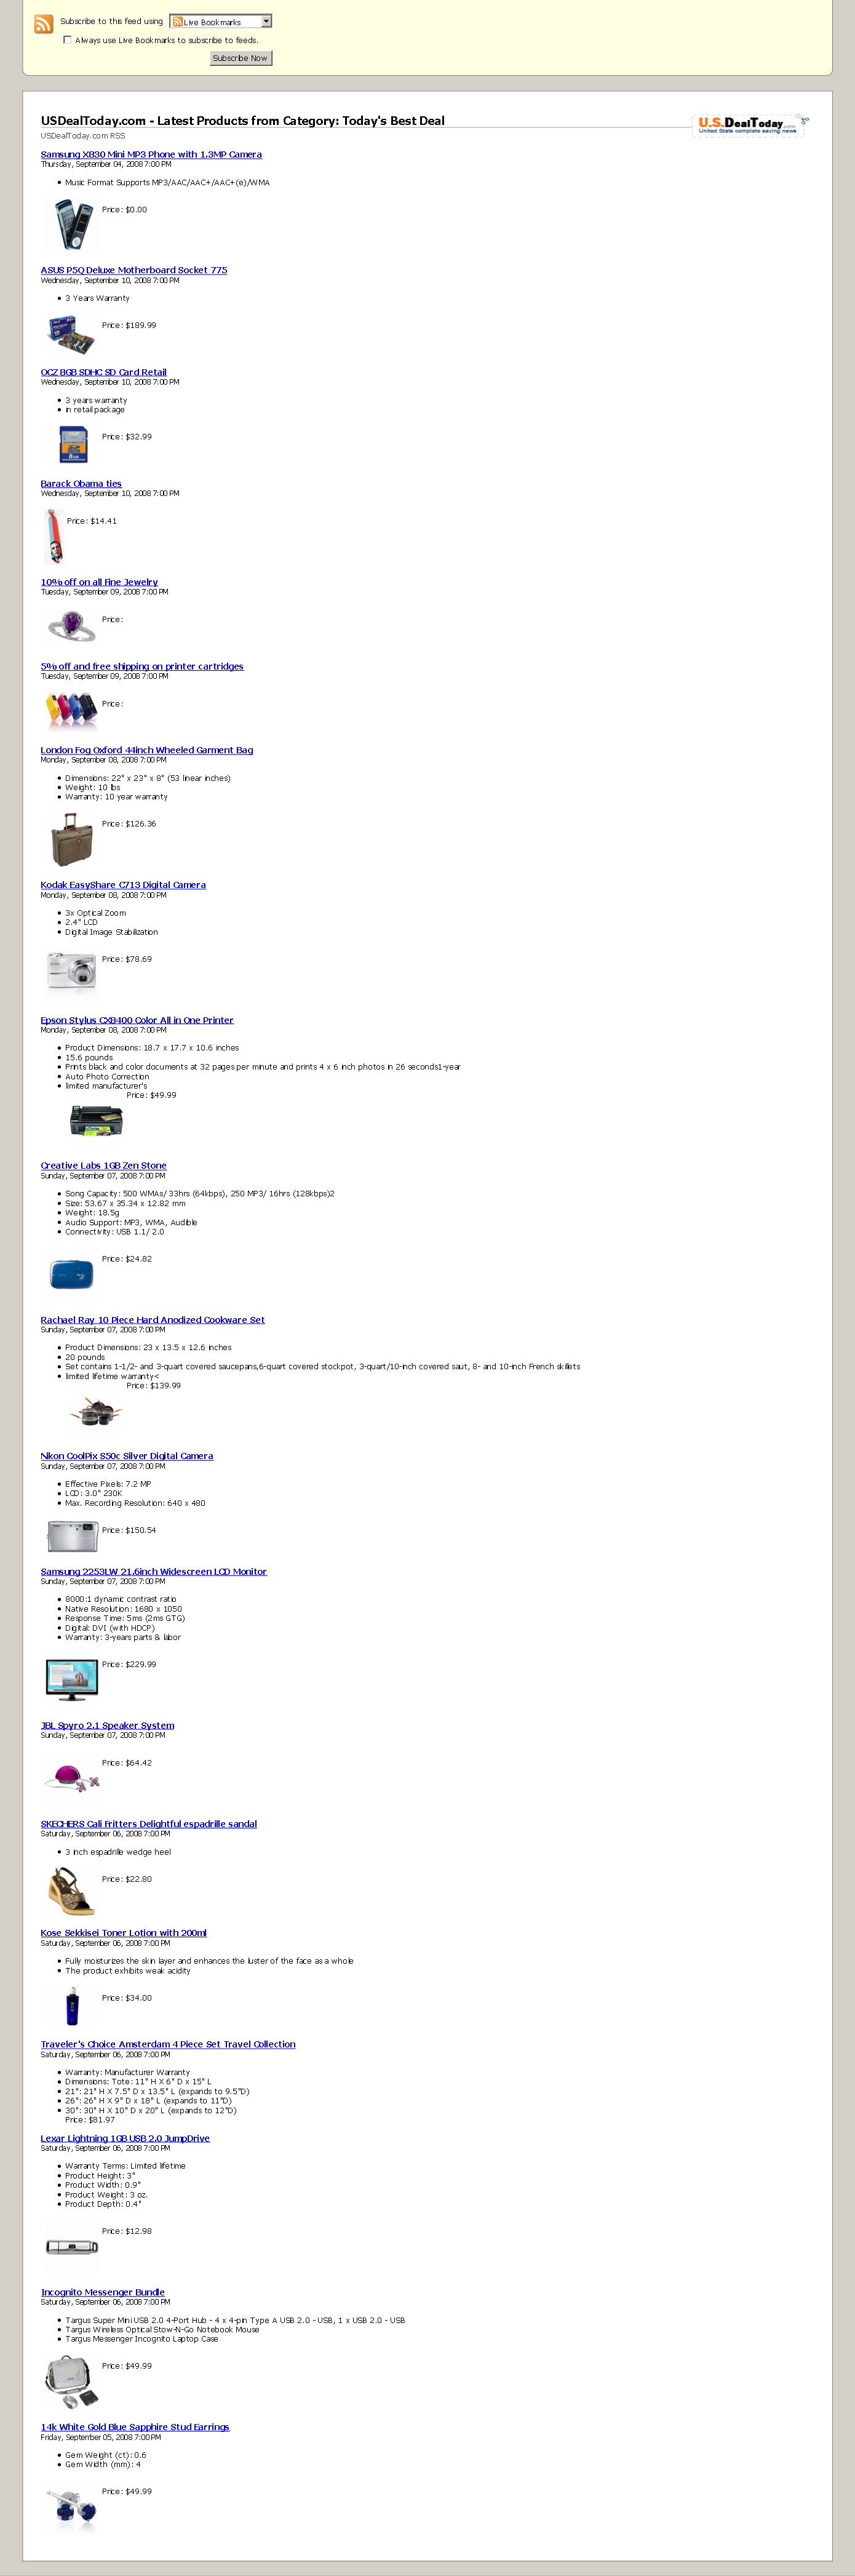 Subscribe to this feed using Live Bookmarks
Always use Live Bookmarks to subscribe to feeds.
Subscribe Now
USDealToday.com - Latest Products from Category: Today's Best Deal
U.S.DealToday.com
United States complete saving news
USDealToday.com RSS
Samsung X830 Mini MP3 Phone with 1.3MP Camera
Thursday, September 04, 2008 7:00 PM
• Music Format Supports MP3/AAC/AAC+/AAC+(e)/WMA
Price: $0.00
ASUS P5Q Deluxe Motherboard Socket 775
Wednesday, September 10, 2008 7:00 PM
• 3 Years Warranty
Price: $189.99
OCZ 8GB SDHC SD Card Retail
Wednesday, September 10, 2008 7:00 PM
• 3 years warranty
• in retail package
Price: $32.99
Barack Obama ties
Wednesday, September 10, 2008 7:00 PM
Price: $14.41
10% off on all Fine Jewelry
Tuesday, September 09, 2008 7:00 PM
Price:
5% off and free shipping on printer cartridges
Tuesday, September 09, 2008 7:00 PM
Price:
London Fog Oxford 44inch Wheeled Garment Bag
Monday, September 08, 2008 7:00 PM
• Dimensions: 22" x 23" x 8" (53 linear inches)
• Weight: 10 lbs
• Warranty: 10 year warranty
Price: $126.36
Kodak EasyShare C713 Digital Camera
Monday, September 08, 2008 7:00 PM
• 3x Optical Zoom
• 2.4" LCD
• Digital Image Stabilization
Price: $78.69
Epson Stylus CX8400 Color All in One Printer
Monday, September 08, 2008 7:00 PM
• Product Dimensions: 18.7 x 17.7 x 10.6 inches
• 15.6 pounds
• Prints black and color documents at 32 pages per minute and prints 4 x 6 inch photos in 26 seconds1-year
• Auto Photo Correction
• limited manufacturer's
Price: $49.99
Creative Labs 1GB Zen Stone
Sunday, September 07, 2008 7:00 PM
• Song Capacity: 500 WMAs/ 33hrs (64kbps), 250 MP3/ 16hrs (128kbps)2
• Size: 53.67 x 35.34 x 12.82 mm
• Weight: 18.5g
• Audio Support: MP3, WMA, Audible
• Connectivity: USB 1.1/ 2.0
Price: $24.82
Rachael Ray 10 Piece Hard Anodized Cookware Set
Sunday, September 07, 2008 7:00 PM
• Product Dimensions: 23 x 13.5 x 12.6 inches
• 20 pounds
• Set contains 1-1/2- and 3-quart covered saucepans,6-quart covered stockpot, 3-quart/10-inch covered saut, 8- and 10-inch French skillets
• limited lifetime warranty<
Price: $139.99
Nikon CoolPix S50c Silver Digital Camera
Sunday, September 07, 2008 7:00 PM
• Effective Pixels: 7.2 MP
• LCD: 3.0" 230K
• Max. Recording Resolution: 640 x 480
Price: $150.54
Samsung 2253LW 21.6inch Widescreen LCD Monitor
Sunday, September 07, 2008 7:00 PM
• 8000:1 dynamic contrast ratio
• Native Resolution: 1680 x 1050
• Response Time: 5ms (2ms GTG)
• Digital: DVI (with HDCP)
• Warranty: 3-years parts & labor
Price: $229.99
JBL Spyro 2.1 Speaker System
Sunday, September 07, 2008 7:00 PM
Price: $64.42
SKECHERS Cali Fritters Delightful espadrille sandal
Saturday, September 06, 2008 7:00 PM
• 3 inch espadrille wedge heel
Price: $22.80
Kose Sekkisei Toner Lotion with 200ml
Saturday, September 06, 2008 7:00 PM
• Fully moisturizes the skin layer and enhances the luster of the face as a whole
• The product exhibits weak acidity
Price: $34.00
Traveler's Choice Amsterdam 4 Piece Set Travel Collection
Saturday, September 06, 2008 7:00 PM
• Warranty: Manufacturer Warranty
• Dimensions: Tote: 11" H X 6" D x 15" L
• 21": 21" H X 7.5" D x 13.5" L (expands to 9.5"D)
• 26": 26" H X 9" D x 18" L (expands to 11"D)
• 30": 30" H X 10" D x 20" L (expands to 12"D)
Price: $81.97
Lexar Lightning 1GB USB 2.0 JumpDrive
Saturday, September 06, 2008 7:00 PM
• Warranty Terms: Limited lifetime
• Product Height: 3"
• Product Width: 0.9"
• Product Weight: 3 oz.
• Product Depth: 0.4"
Price: $12.98
Incognito Messenger Bundle
Saturday, September 06, 2008 7:00 PM
• Targus Super Mini USB 2.0 4-Port Hub - 4 x 4-pin Type A USB 2.0 - USB, 1 x USB 2.0 - USB
• Targus Wireless Optical Stow-N-Go Notebook Mouse
• Targus Messenger Incognito Laptop Case
Price: $49.99
14k White Gold Blue Sapphire Stud Earrings
Friday, September 05, 2008 7:00 PM
• Gem Weight (ct): 0.6
• Gem Width (mm): 4
Price: $49.99